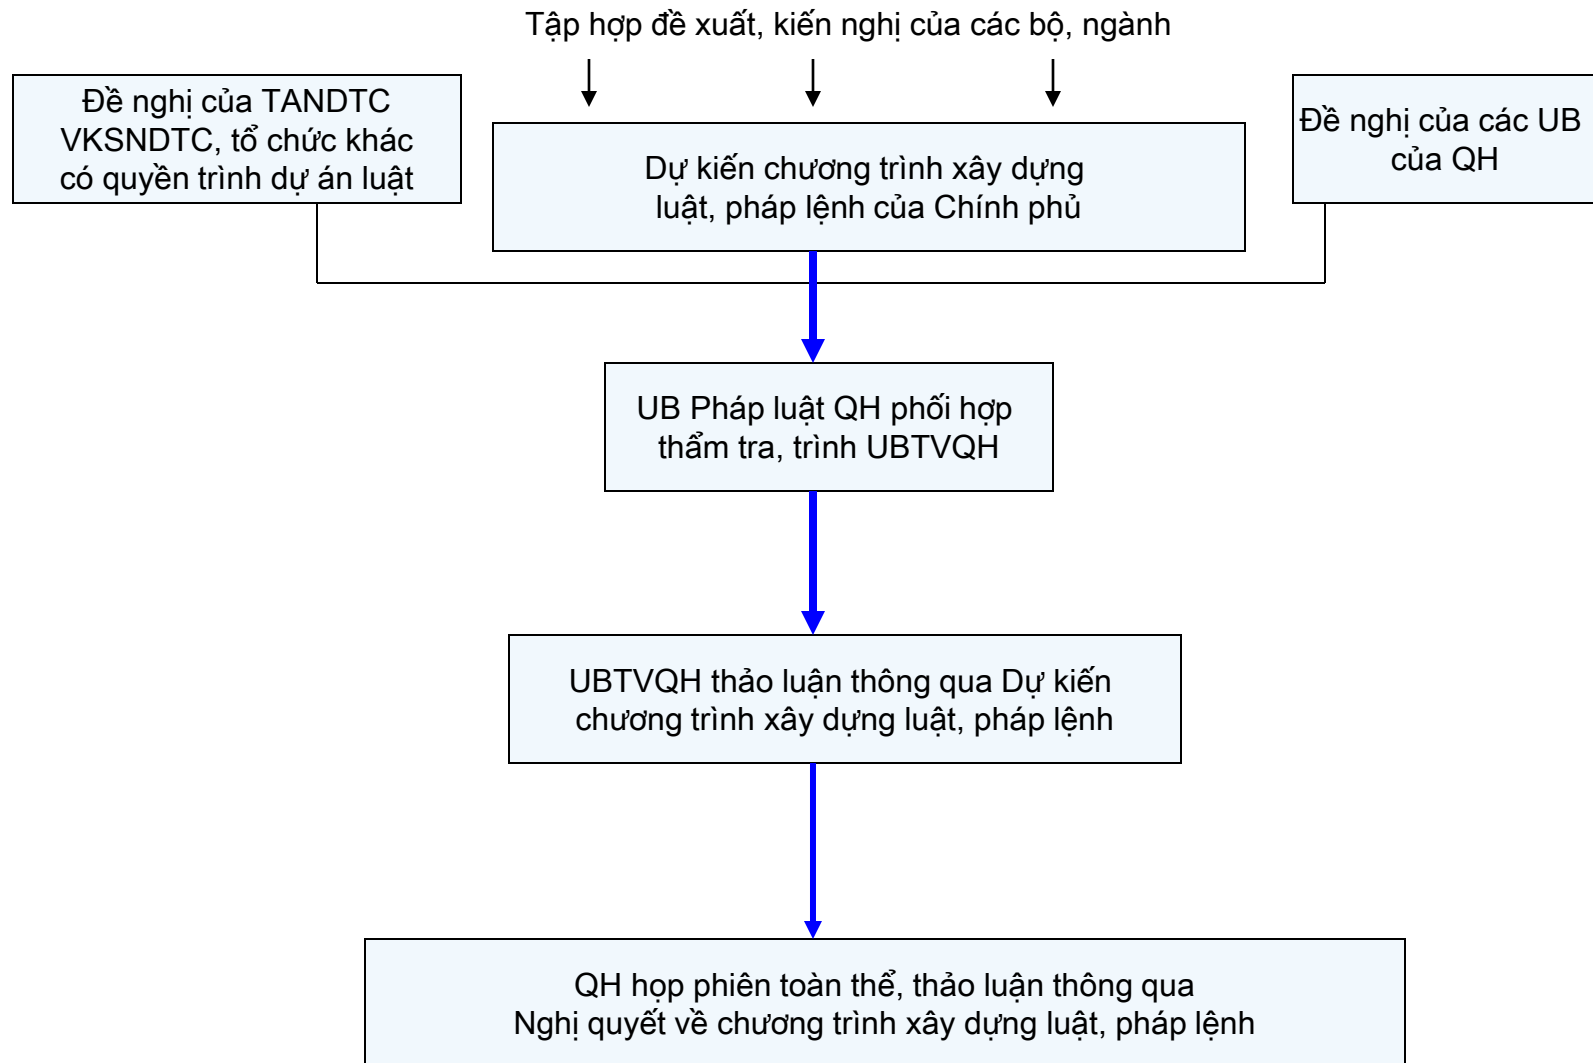 Tập hợp đề xuất, kiến nghị của các bộ, ngành
Đề nghị của TANDTC
VKSNDTC, tổ chức khác
có quyền trình dự án luật
Dự kiến chương trình xây dựng
luật, pháp lệnh của Chính phủ
Đề nghị của các UB
của QH
UB Pháp luật QH phối hợp
thẩm tra, trình UBTVQH
UBTVQH thảo luận thông qua Dự kiến
chương trình xây dựng luật, pháp lệnh
QH họp phiên toàn thể, thảo luận thông qua
Nghị quyết về chương trình xây dựng luật, pháp lệnh